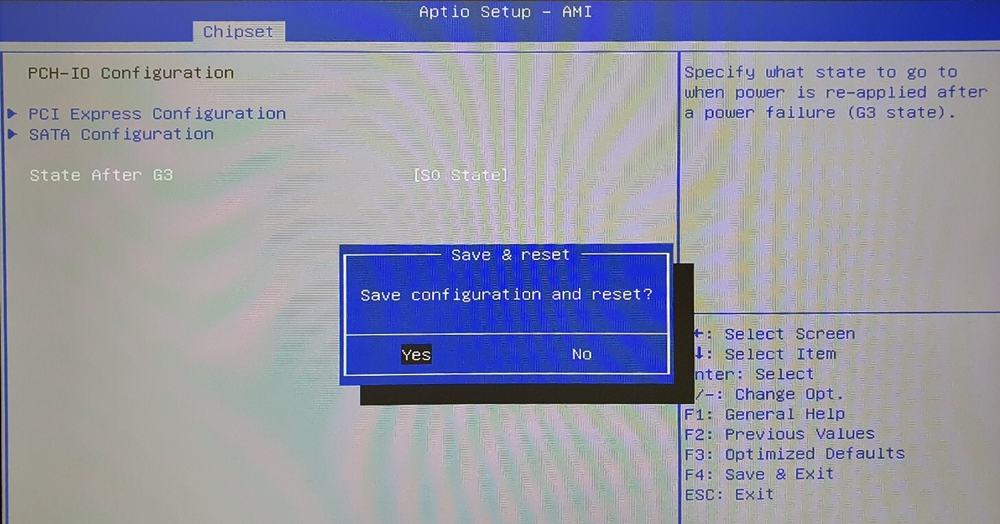 Aptio Setup - AMI
Chipset
PCH-IO Configuration
PCI Express Configuration
SATA Configuration
State After G3 [S0 State]
Specify what state to go to
when power is re-applied after
a power failure (G3 state).
Save & reset
Save configuration and reset?
Yes No
←: Select Screen
↓: Select Item
nter: Select
/-: Change Opt.
F1: General Help
F2: Previous Values
F3: Optimized Defaults
F4: Save & Exit
ESC: Exit